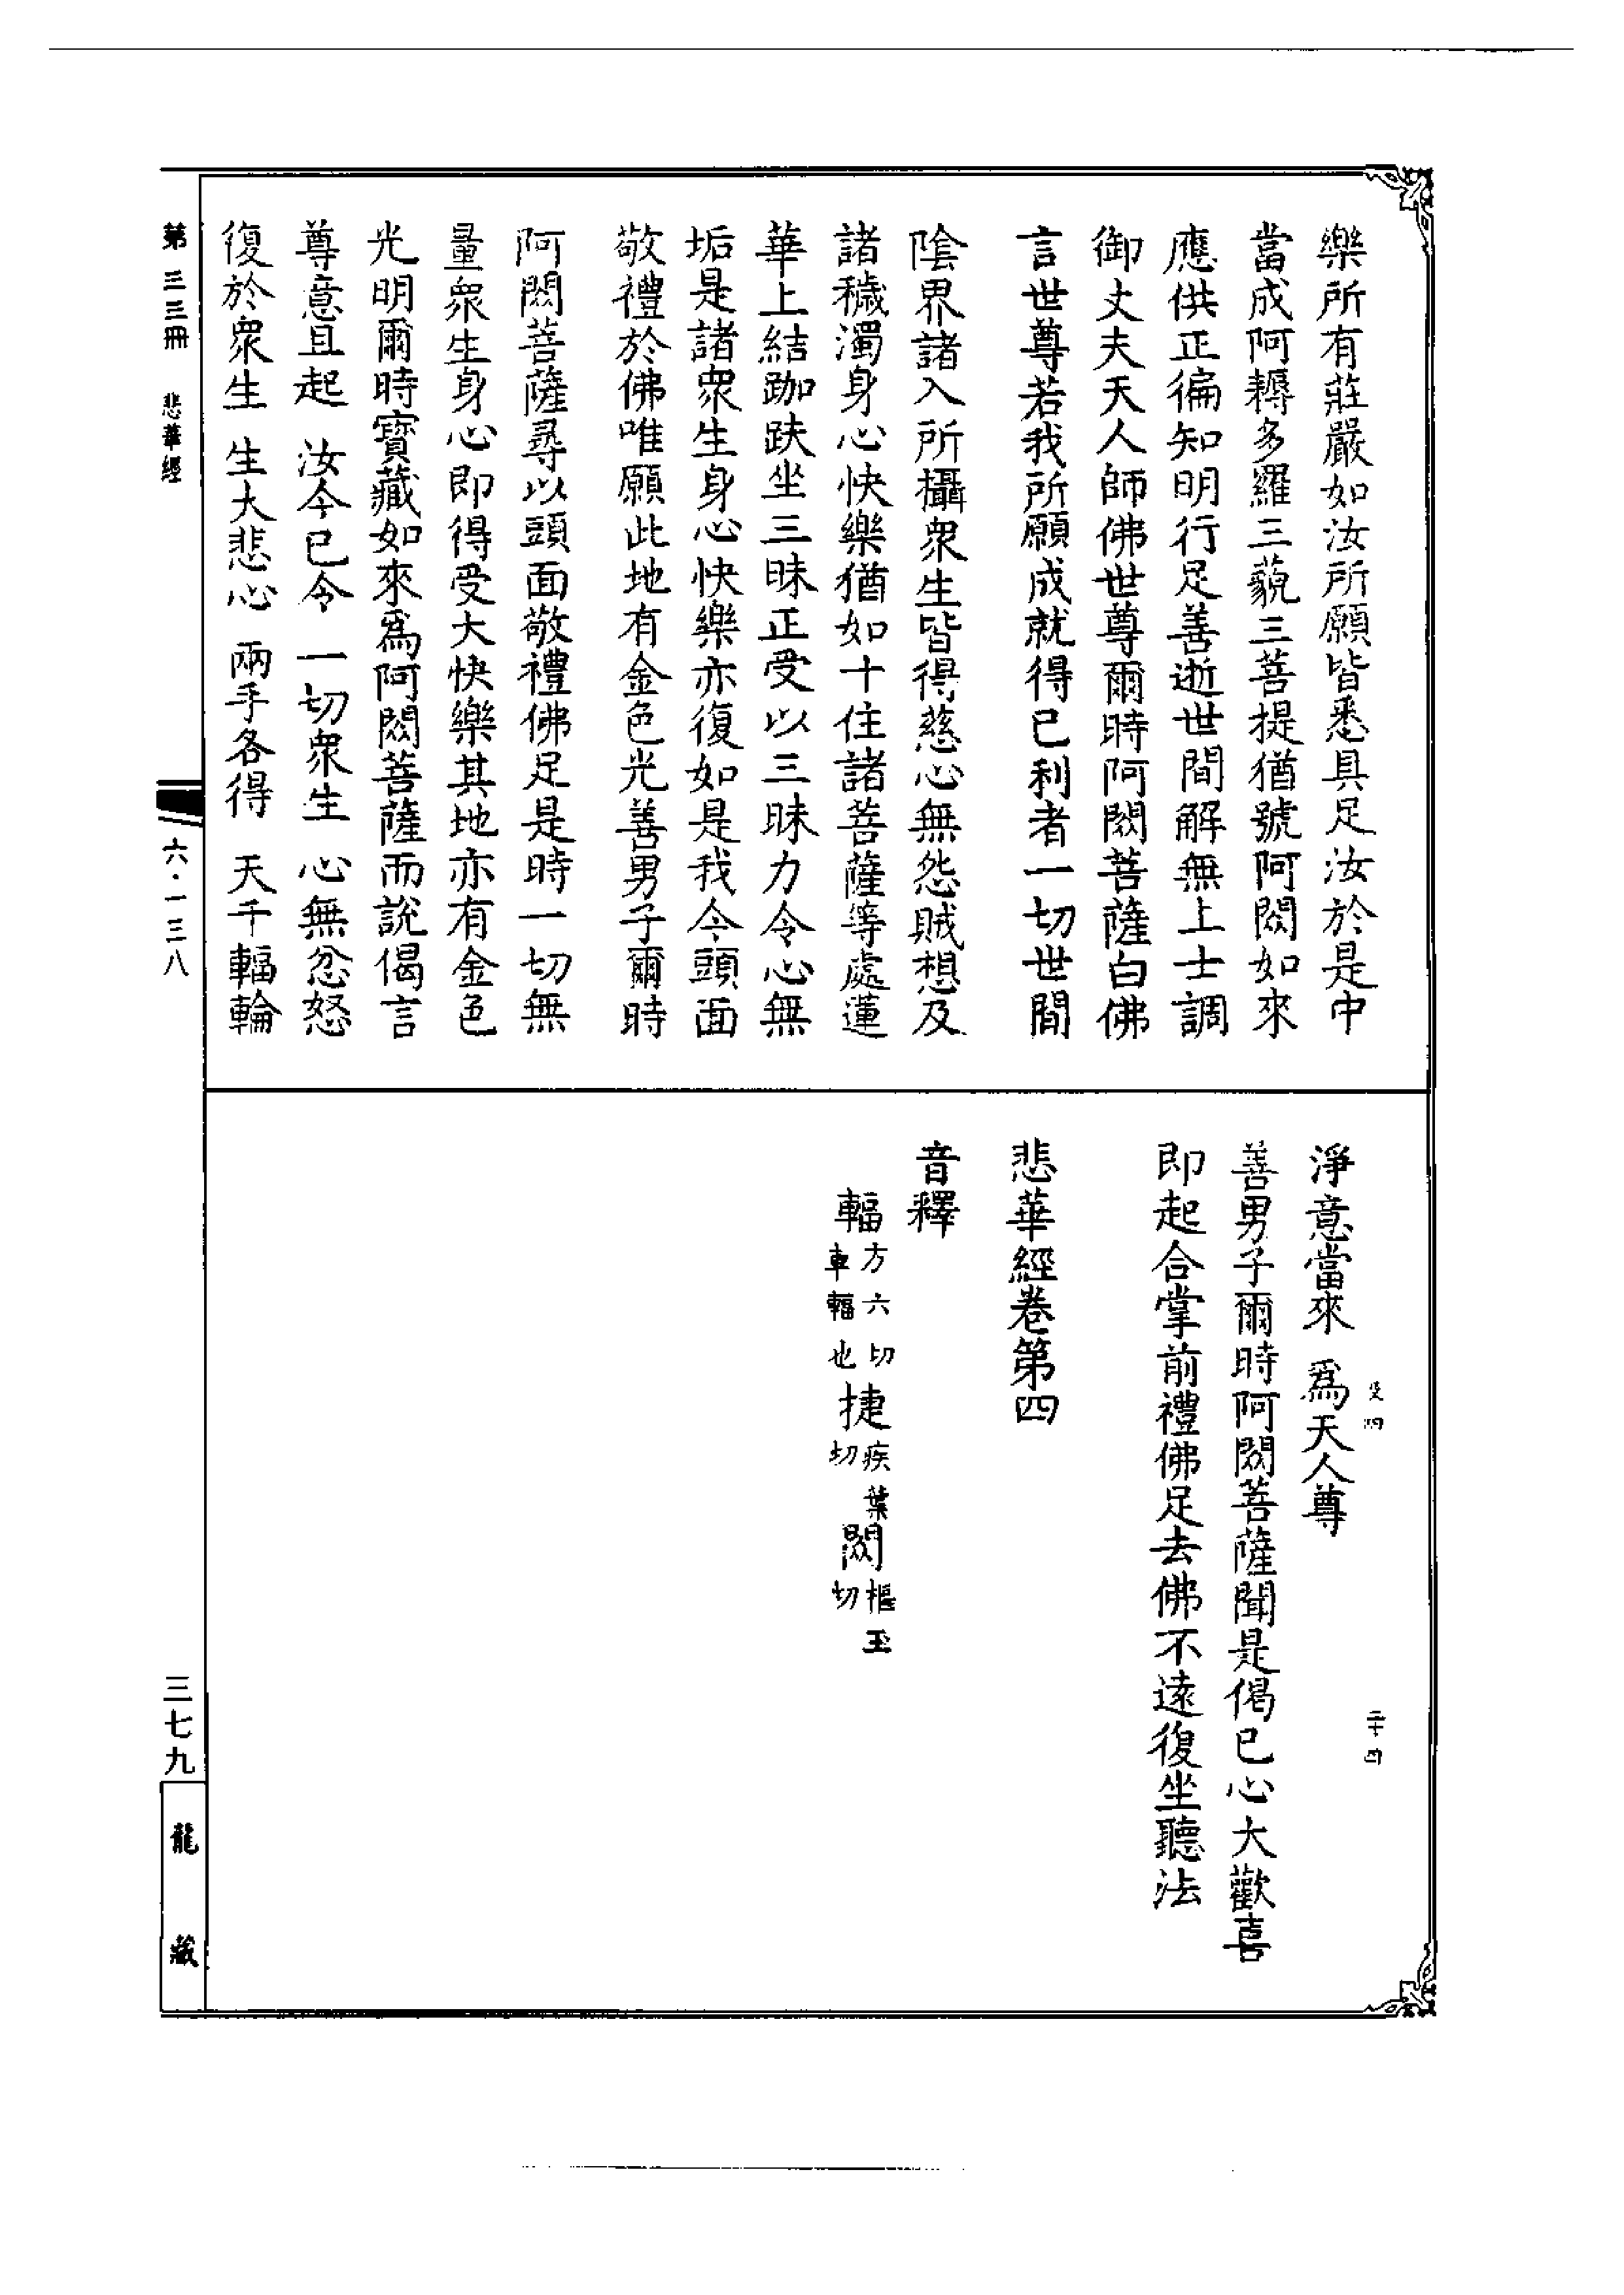 樂所有莊嚴如汝所願皆悉具足汝於是中
當成阿耨多羅三藐三菩提猶號阿閦如來
應供正徧知明行足善逝世間解無上士調
御丈夫天人師佛世尊爾時阿閦菩薩白佛
言世尊若我所願成就得己利者一切世間
陰界諸入所攝衆生皆得慈心無怨賊想及
諸穢濁身心快樂猶如十住諸菩薩等處蓮
華上結跏趺坐三昧正受以三昧力令心無
垢是諸衆生身心快樂亦復如是我今頭面
敬禮於佛唯願此地有金色光善男子爾時
阿閦菩薩尋以頭面敬禮佛足是時一切無
量衆生身心即得受大快樂其地亦有金色
光明爾時寶藏如來爲阿閦菩薩而說偈言
尊意且起 汝今已令 一切衆生 心無忿怒
復於衆生 生大悲心 兩手各得 天千輻輪
淨意當來 爲天人尊
善男子爾時阿閦菩薩聞是偈已心大歡喜
即起合掌前禮佛足去佛不遠復坐聽法
悲華經卷第四
音釋
輻方六切車輻也捷疾葉切閦樞玉切
第三三冊 悲華經
六·一三八
三七九
龍藏